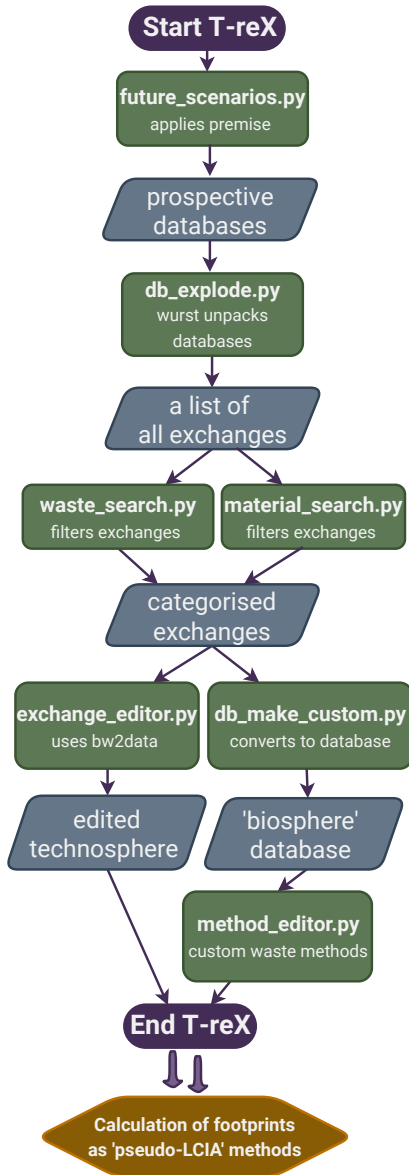 Start T-reX
future_scenarios.py
applies premise
prospective
databases
db_explode.py
wurst unpacks
databases
a list of
all exchanges
waste_search.py
filters exchanges
material_search.py
filters exchanges
categorised
exchanges
exchange_editor.py
uses bw2data
db_make_custom.py
converts to database
edited
technosphere
'biosphere'
database
method_editor.py
custom waste methods
End T-reX
Calculation of footprints
as 'pseudo-LCIA' methods